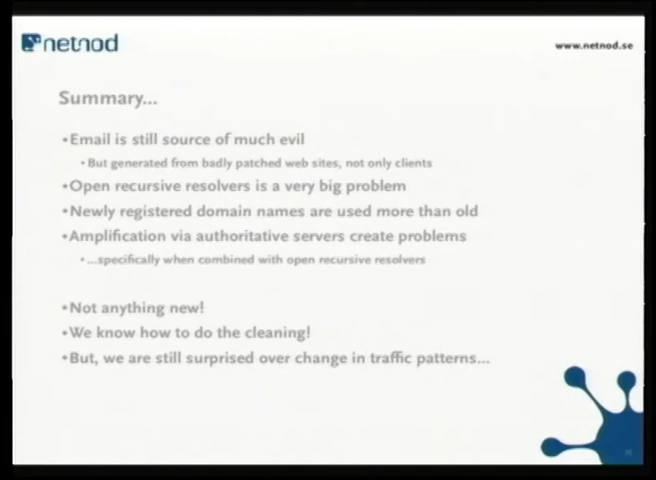 netnod
www.netnod.se
Summary...
•Email is still source of much evil
•But generated from badly patched web sites, not only clients
•Open recursive resolvers is a very big problem
•Newly registered domain names are used more than old
•Amplification via authoritative servers create problems
•...specifically when combined with open recursive resolvers
•Not anything new!
•We know how to do the cleaning!
•But, we are still surprised over change in traffic patterns...